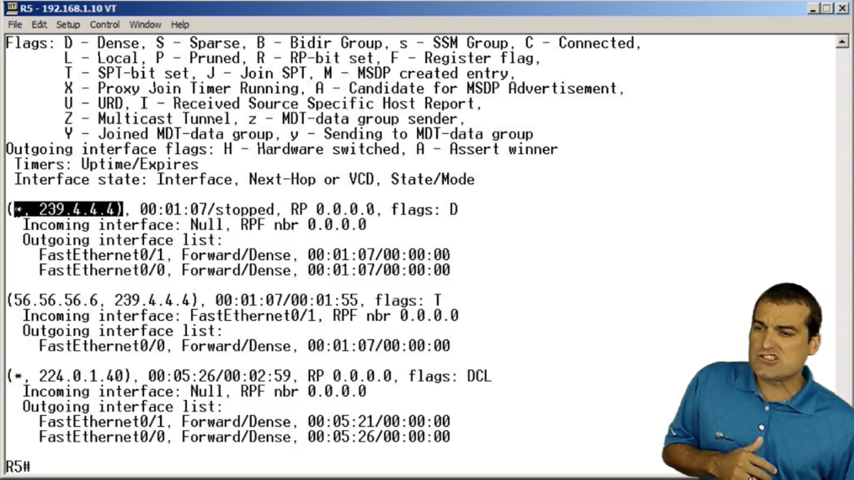 R5 - 192.168.1.10 VT
File Edit Setup Control Window Help
Flags: D - Dense, S - Sparse, B - Bidir Group, s - SSM Group, C - Connected,
L - Local, P - Pruned, R - RP-bit set, F - Register flag,
T - SPT-bit set, J - Join SPT, M - MSDP created entry,
X - Proxy Join Timer Running, A - Candidate for MSDP Advertisement,
U - URD, I - Received Source Specific Host Report,
Z - Multicast Tunnel, z - MDT-data group sender,
Y - Joined MDT-data group, y - Sending to MDT-data group
Outgoing interface flags: H - Hardware switched, A - Assert winner
Timers: Uptime/Expires
Interface state: Interface, Next-Hop or VCD, State/Mode
(*, 239.4.4.4), 00:01:07/stopped, RP 0.0.0.0, flags: D
Incoming interface: Null, RPF nbr 0.0.0.0
Outgoing interface list:
FastEthernet0/1, Forward/Dense, 00:01:07/00:00:00
FastEthernet0/0, Forward/Dense, 00:01:07/00:00:00
(56.56.56.6, 239.4.4.4), 00:01:07/00:01:55, flags: T
Incoming interface: FastEthernet0/1, RPF nbr 0.0.0.0
Outgoing interface list:
FastEthernet0/0, Forward/Dense, 00:01:07/00:00:00
(*, 224.0.1.40), 00:05:26/00:02:59, RP 0.0.0.0, flags: DCL
Incoming interface: Null, RPF nbr 0.0.0.0
Outgoing interface list:
FastEthernet0/1, Forward/Dense, 00:05:21/00:00:00
FastEthernet0/0, Forward/Dense, 00:05:26/00:00:00
R5#